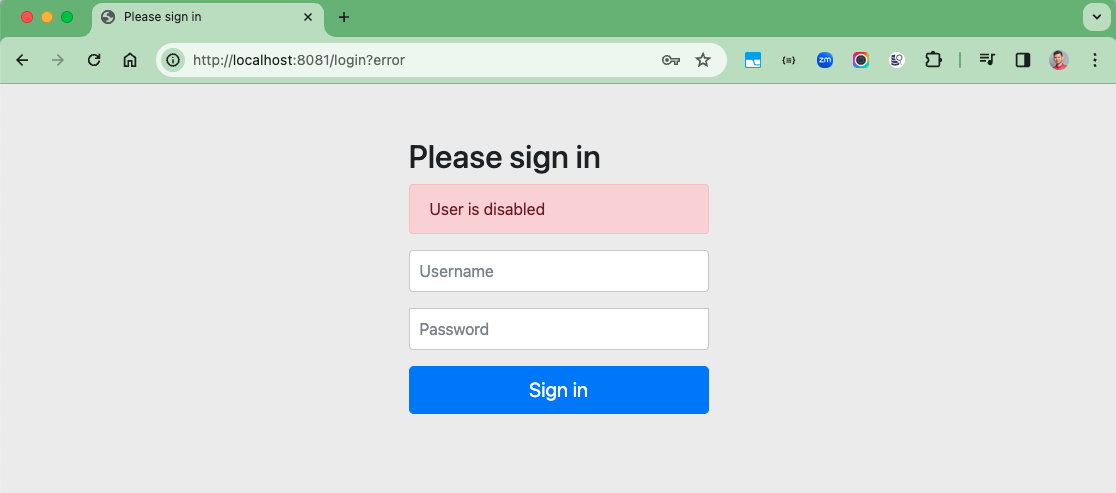 Please sign in
http://localhost:8081/login?error
zm
Please sign in
User is disabled
Username
Password
Sign in